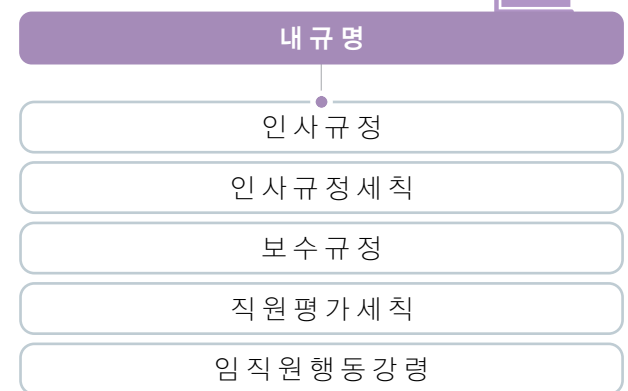 내규명
인사규정
인사규정세칙
보수규정
직원평가세칙
임직원행동강령